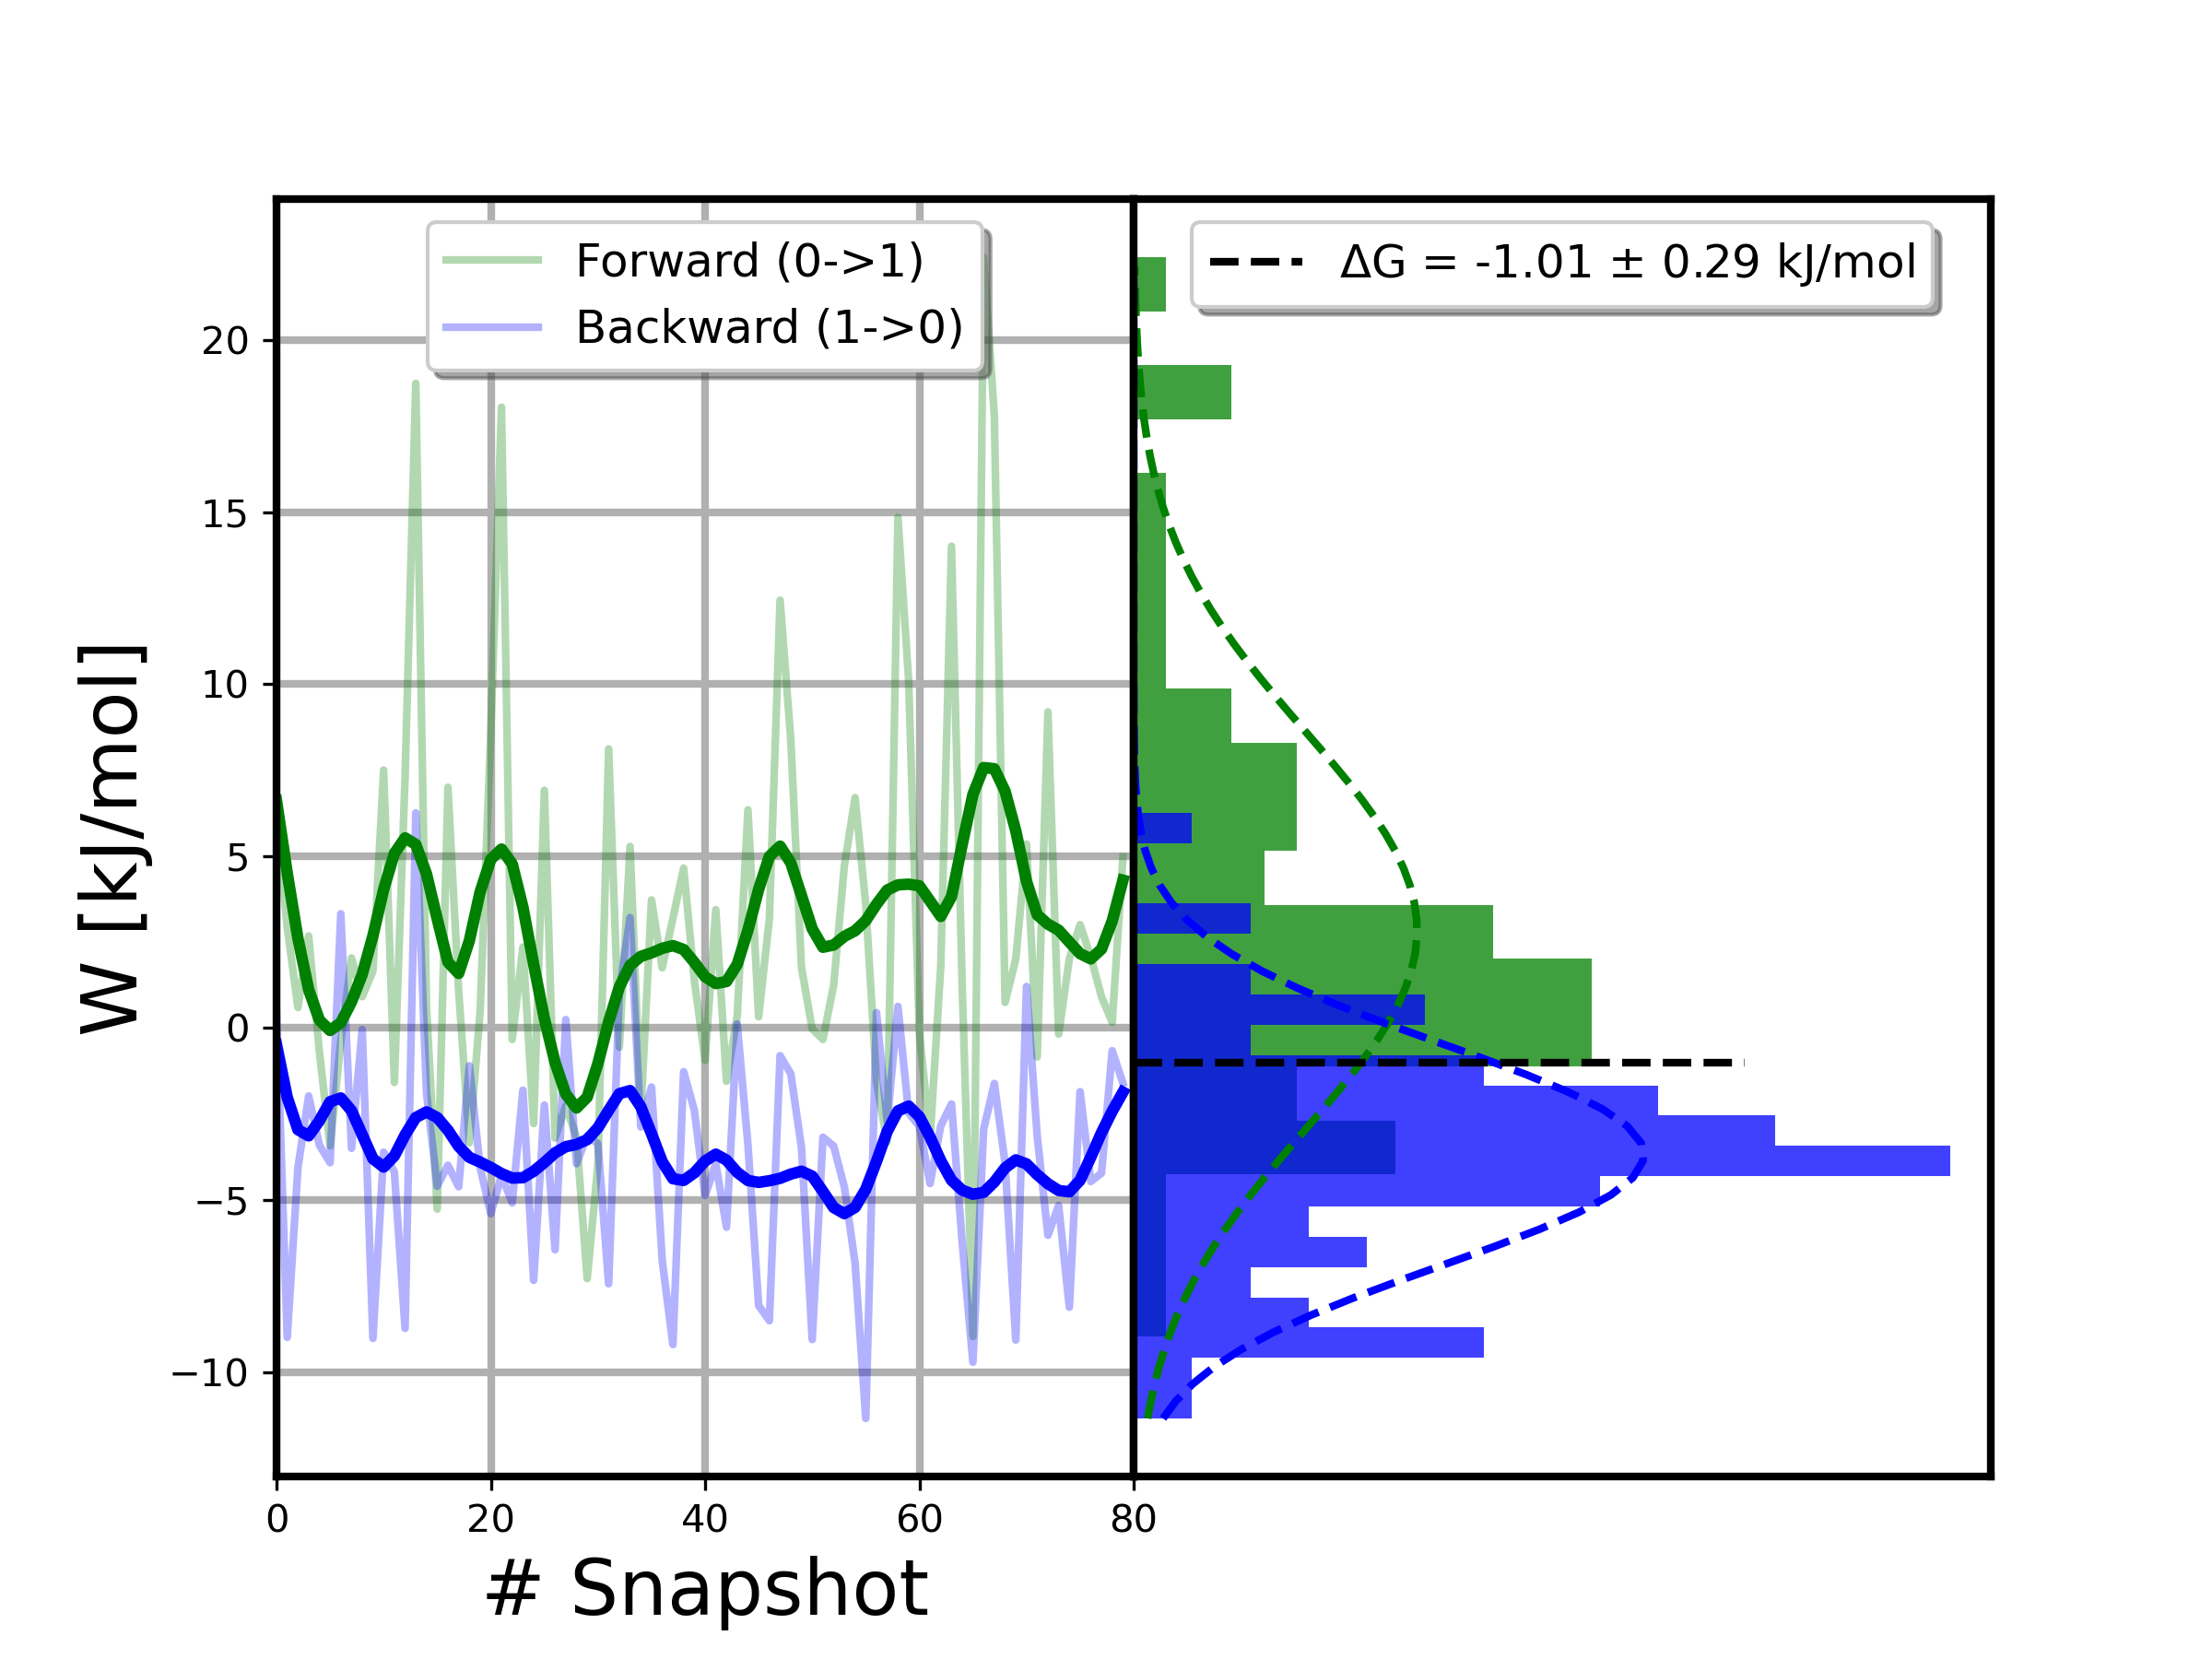 Forward (0->1)
Backward (1->0)
ΔG = -1.01 ± 0.29 kJ/mol
W [kJ/mol]
20
15
10
5
0
−5
−10
0 20 40 60 80
# Snapshot